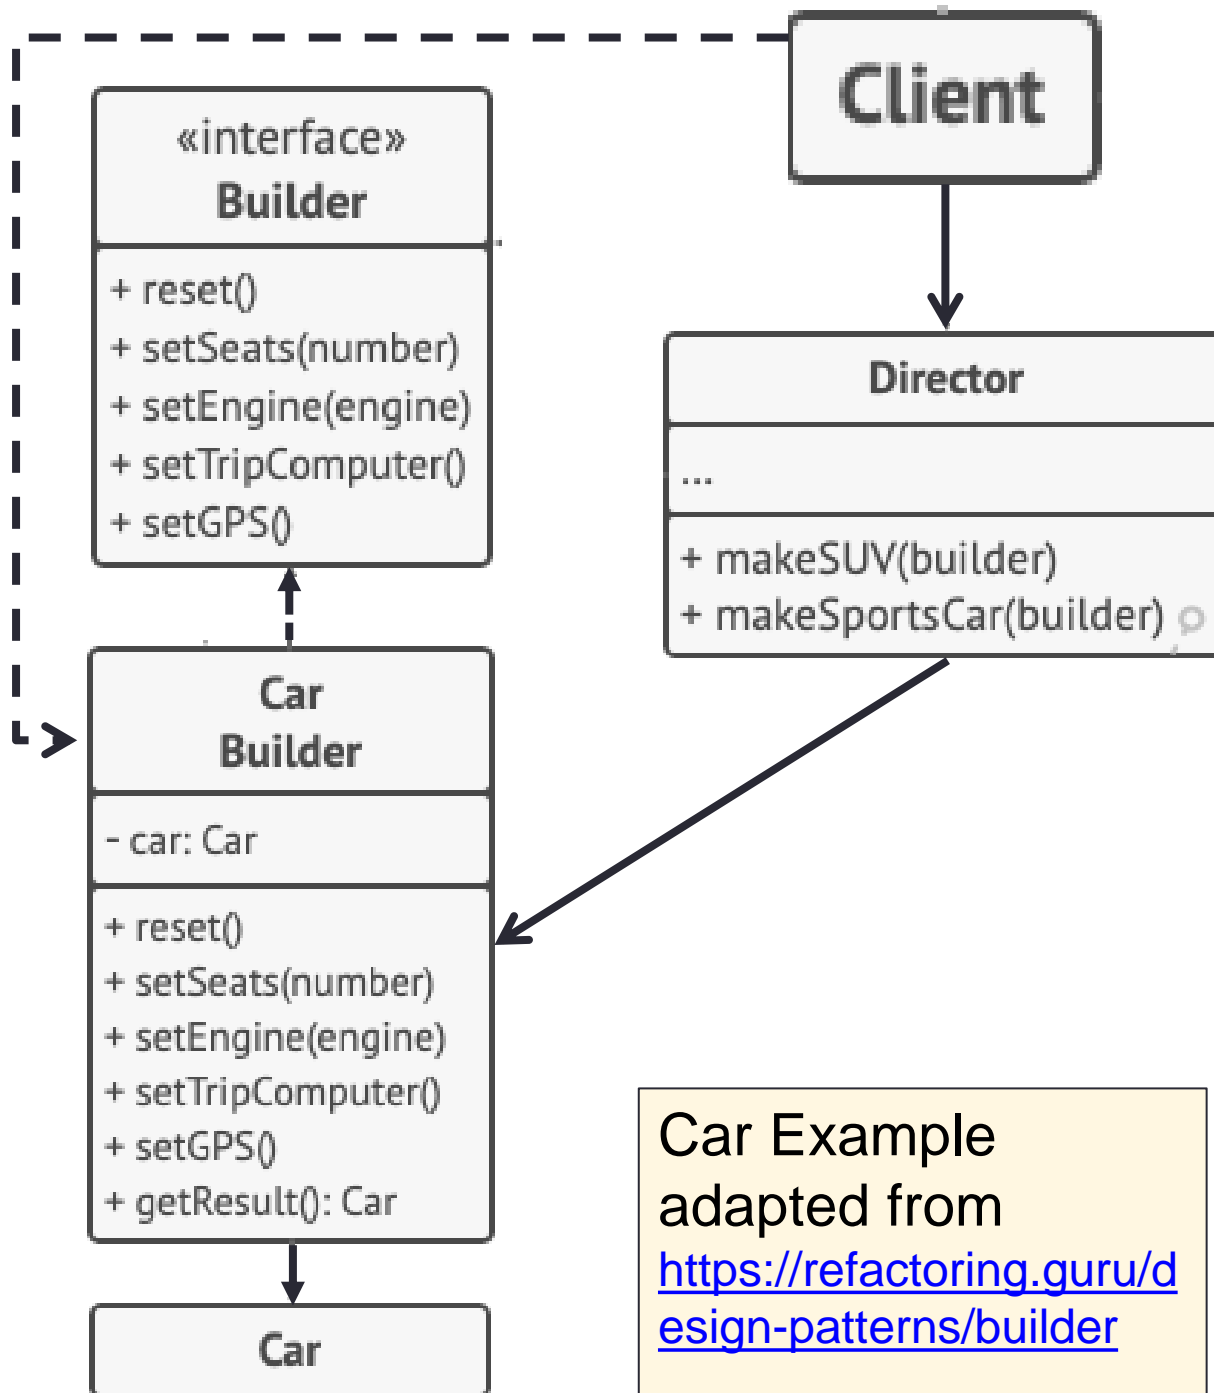 Client
«interface»
Builder
+ reset()
+ setSeats(number)
+ setEngine(engine)
+ setTripComputer()
+ setGPS()
Director
...
+ makeSUV(builder)
+ makeSportsCar(builder)
Car
Builder
- car: Car
+ reset()
+ setSeats(number)
+ setEngine(engine)
+ setTripComputer()
+ setGPS()
+ getResult(): Car
Car
Car Example
adapted from
https://refactoring.guru/d
esign-patterns/builder